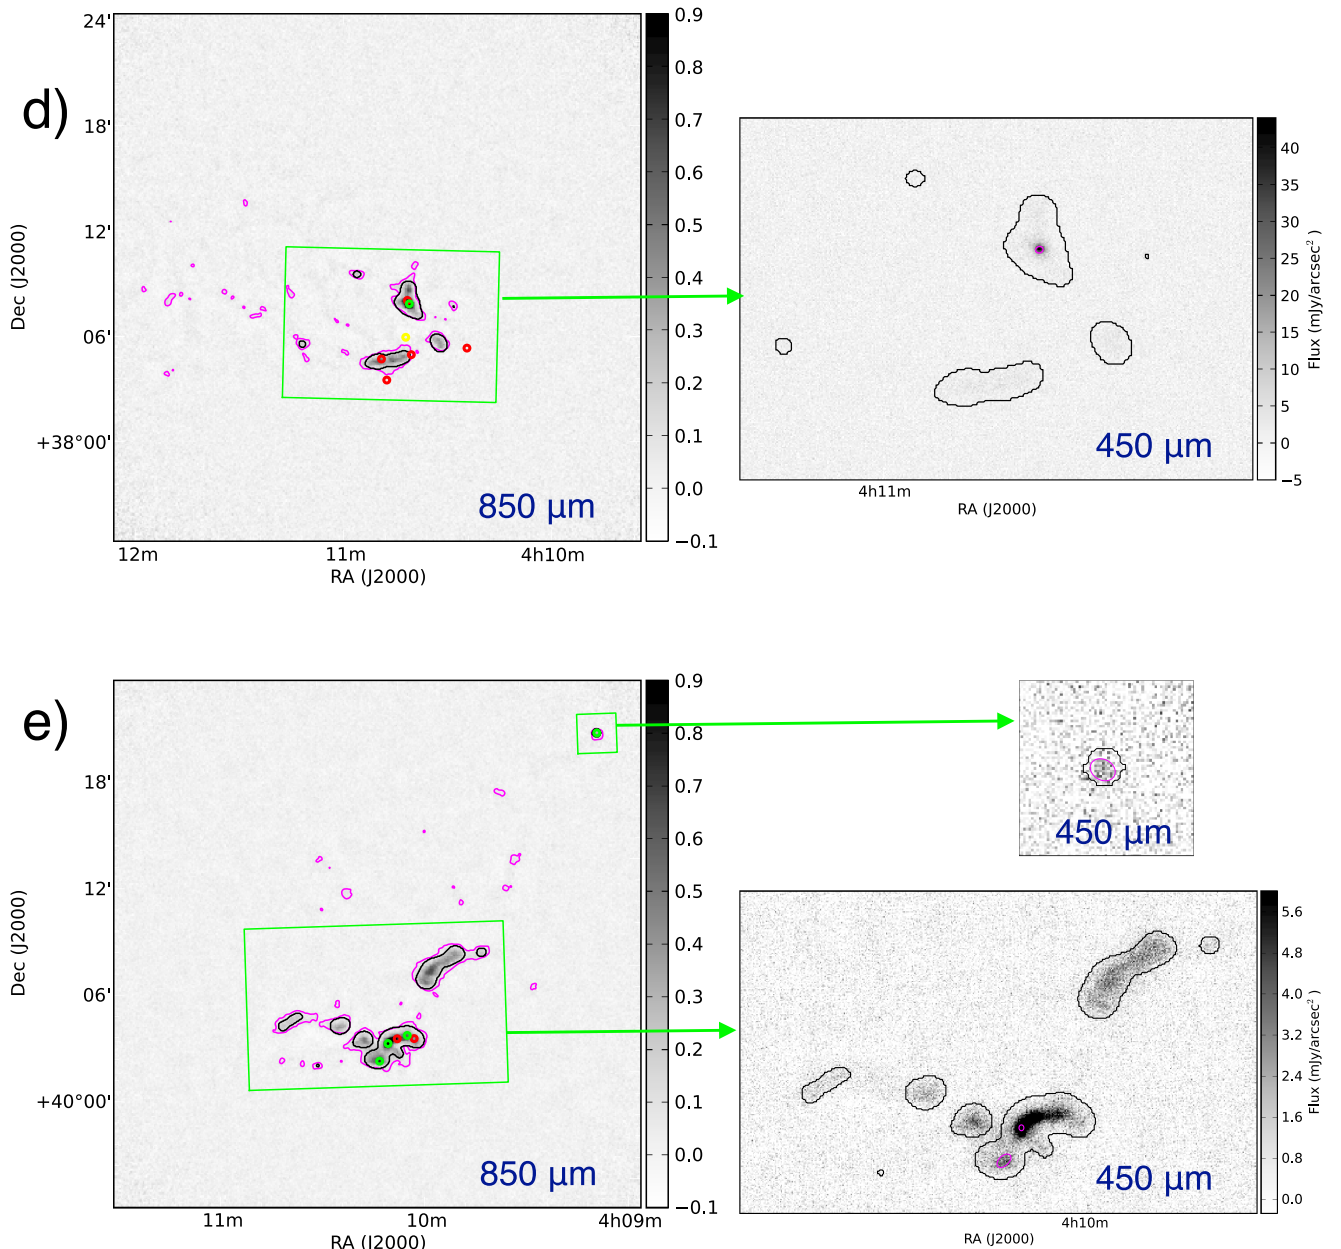 d)
24'
18'
12'
06'
+38°00'
Dec (J2000)
12m
11m
4h10m
RA (J2000)
850 µm
0.9
0.8
0.7
0.6
0.5
0.4
0.3
0.2
0.1
0.0
−0.1
450 µm
4h11m
RA (J2000)
40
35
30
25
20
15
10
5
0
−5
Flux (mJy/arcsec²)
e)
18'
12'
06'
+40°00'
Dec (J2000)
11m
10m
4h09m
RA (J2000)
850 µm
0.9
0.8
0.7
0.6
0.5
0.4
0.3
0.2
0.1
0.0
−0.1
450 µm
450 µm
4h10m
RA (J2000)
5.6
4.8
4.0
3.2
2.4
1.6
0.8
0.0
Flux (mJy/arcsec²)